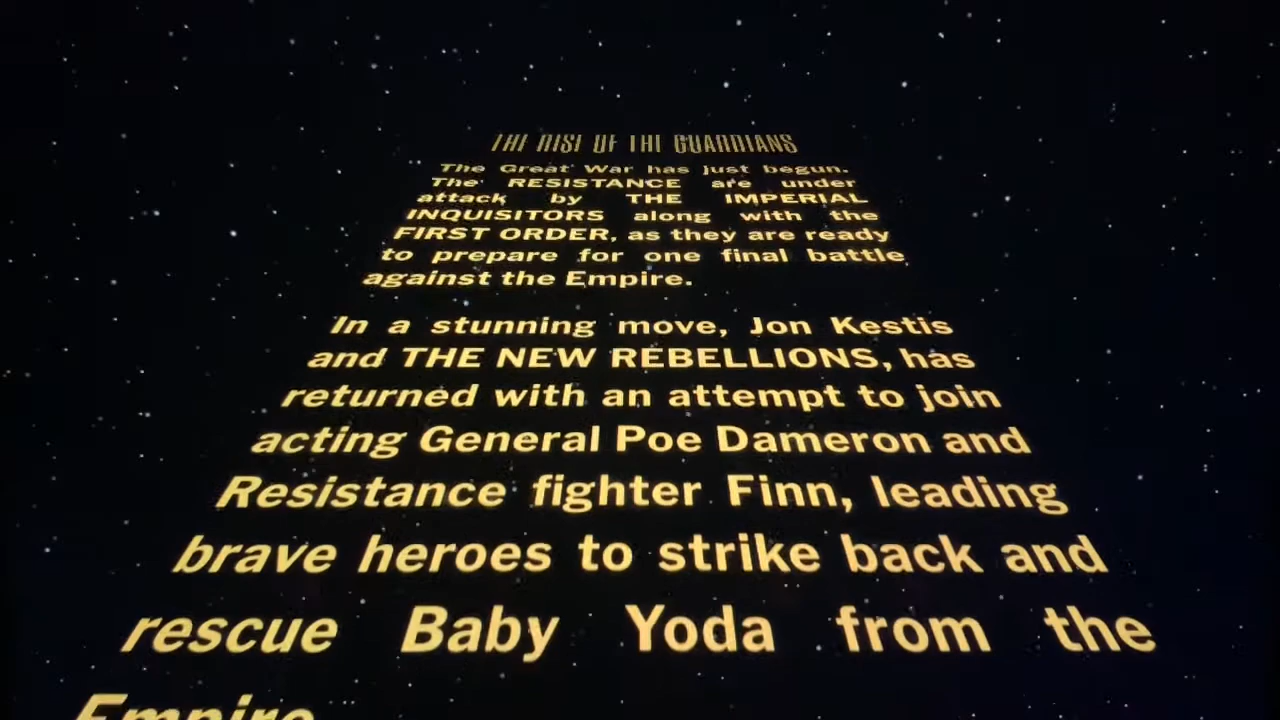 THE RISE OF THE GUARDIANS
The Great War has just begun.
The RESISTANCE are under
attack by THE IMPERIAL
INQUISITORS along with the
FIRST ORDER, as they are ready
to prepare for one final battle
against the Empire.
In a stunning move, Jon Kestis
and THE NEW REBELLIONS, has
returned with an attempt to join
acting General Poe Dameron and
Resistance fighter Finn, leading
brave heroes to strike back and
rescue Baby Yoda from the
Empire